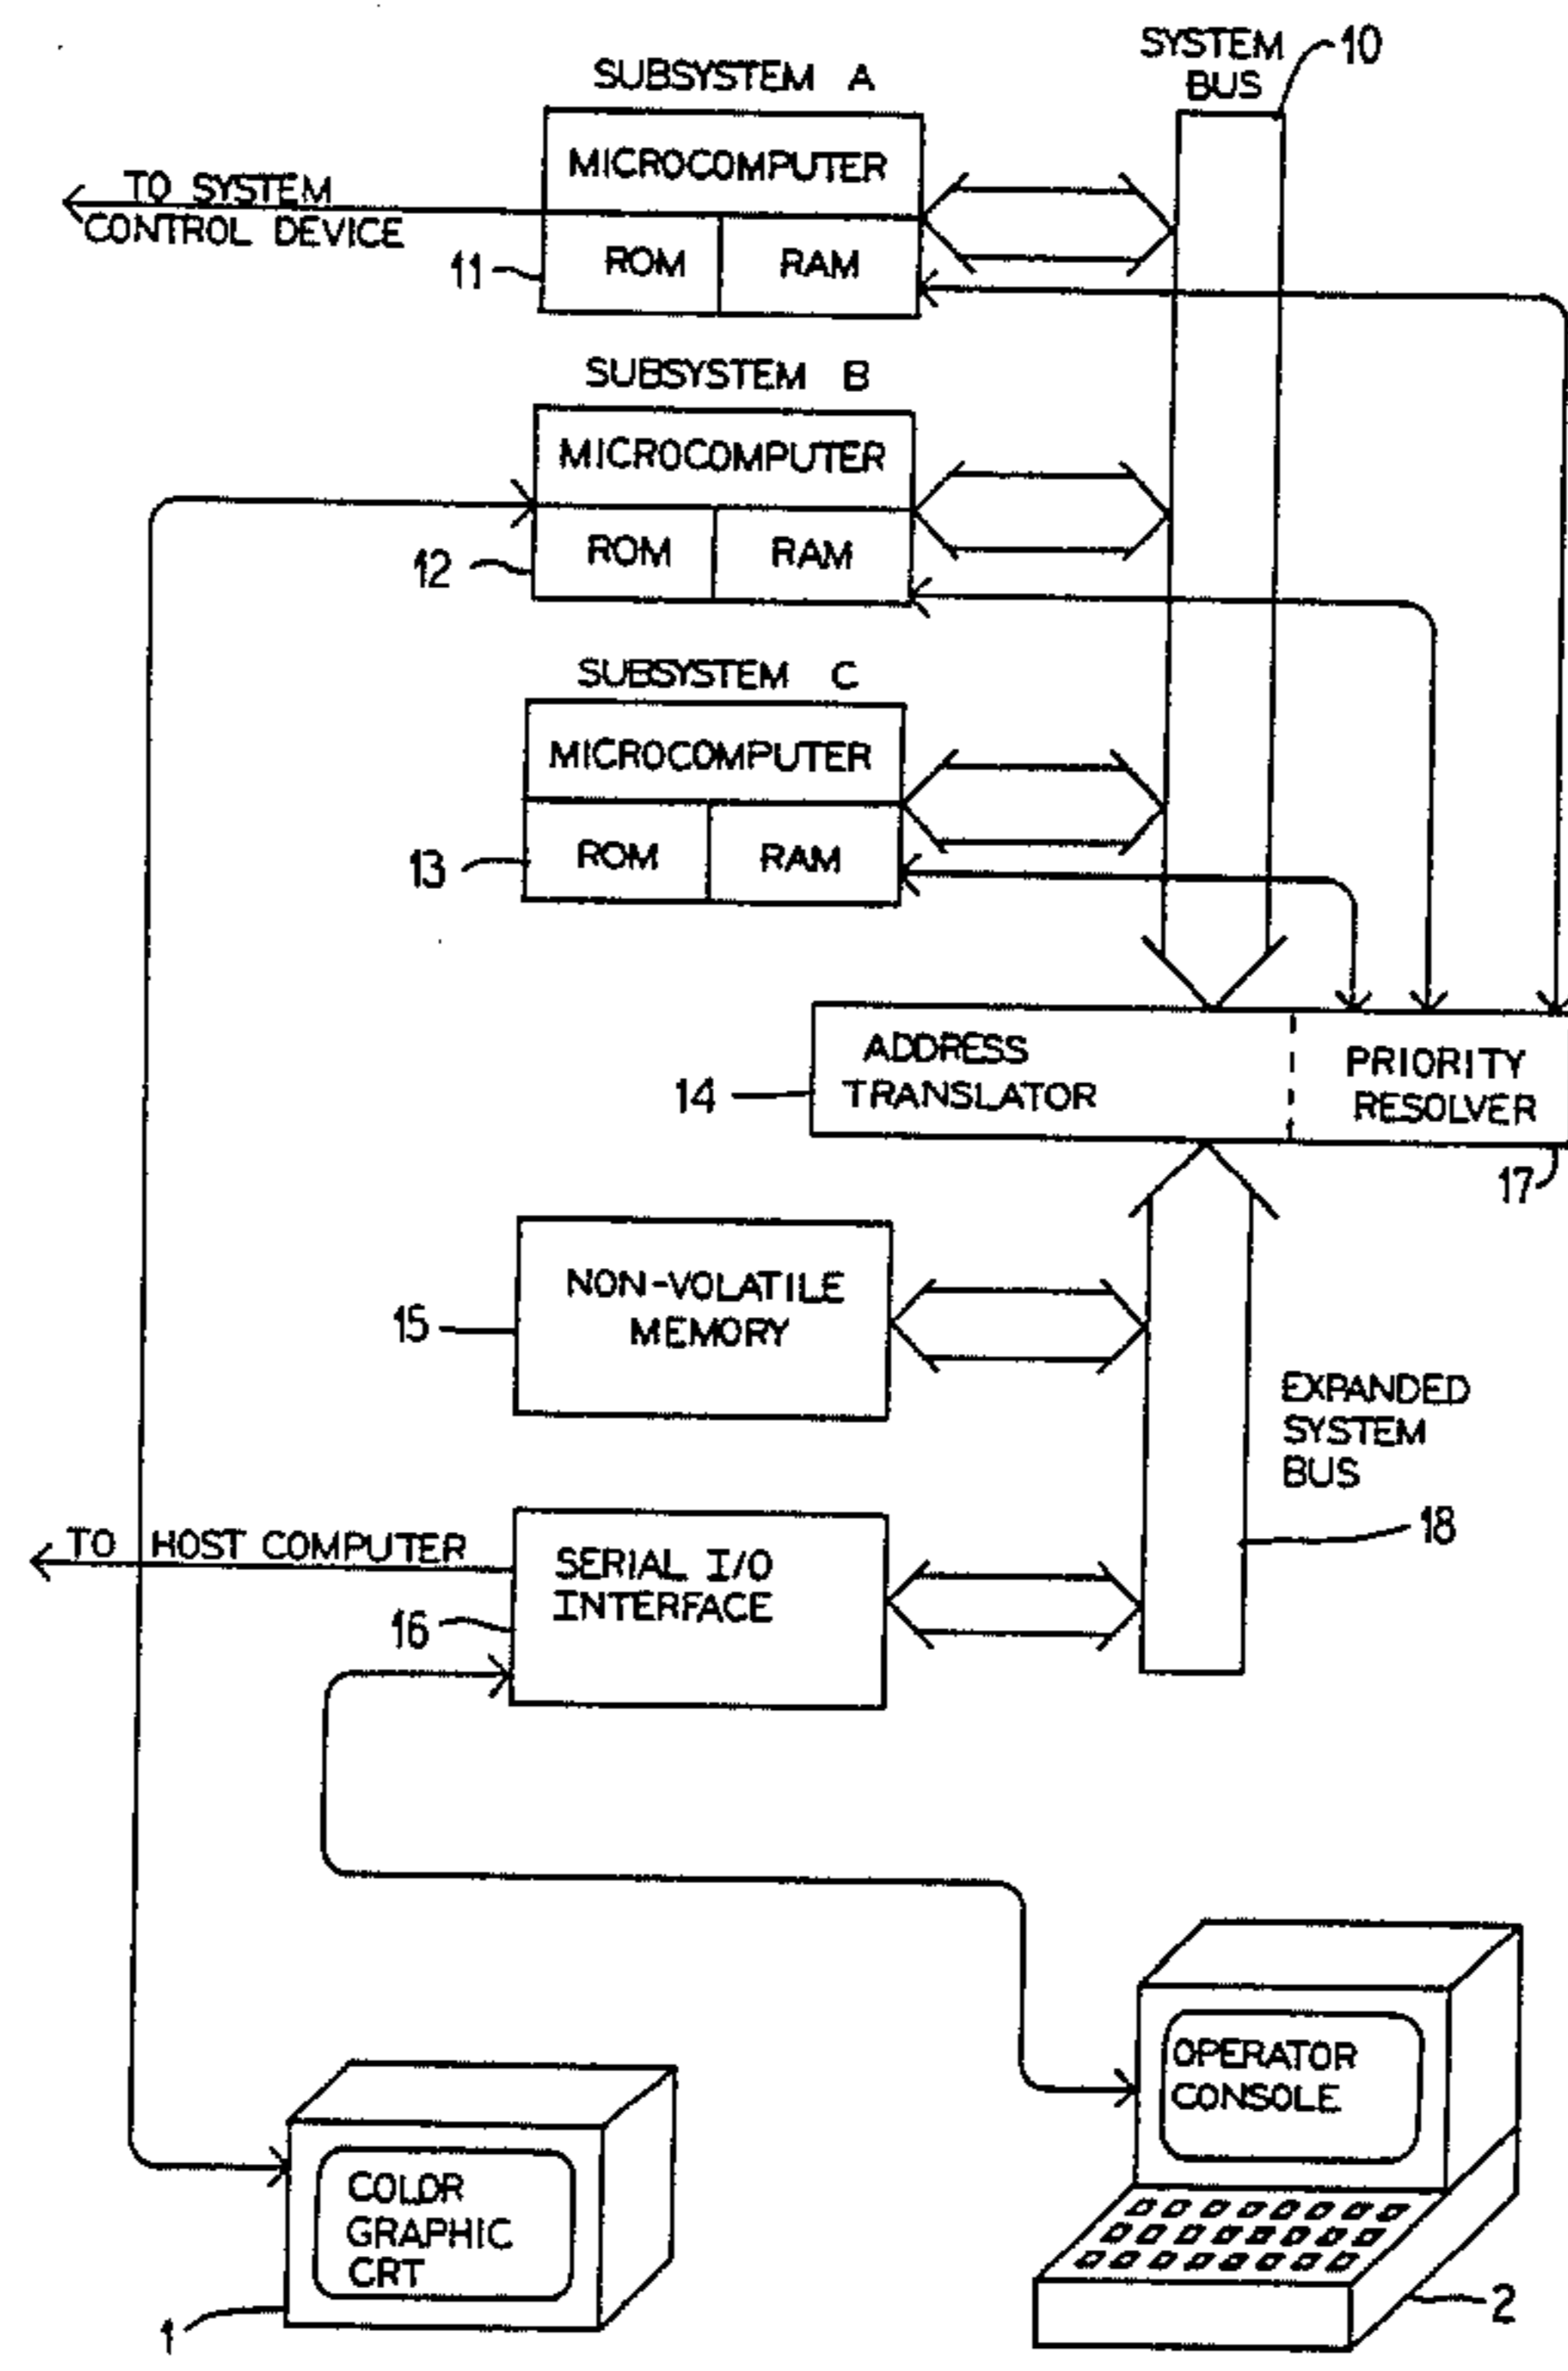 SYSTEM
BUS
10
SUBSYSTEM A
MICROCOMPUTER
TO SYSTEM
CONTROL DEVICE
11
ROM
RAM
SUBSYSTEM B
MICROCOMPUTER
12
ROM
RAM
SUBSYSTEM C
MICROCOMPUTER
13
ROM
RAM
14
ADDRESS
TRANSLATOR
PRIORITY
RESOLVER
17
15
NON-VOLATILE
MEMORY
EXPANDED
SYSTEM
BUS
18
TO HOST COMPUTER
SERIAL I/O
INTERFACE
16
OPERATOR
CONSOLE
COLOR
GRAPHIC
CRT
1
2